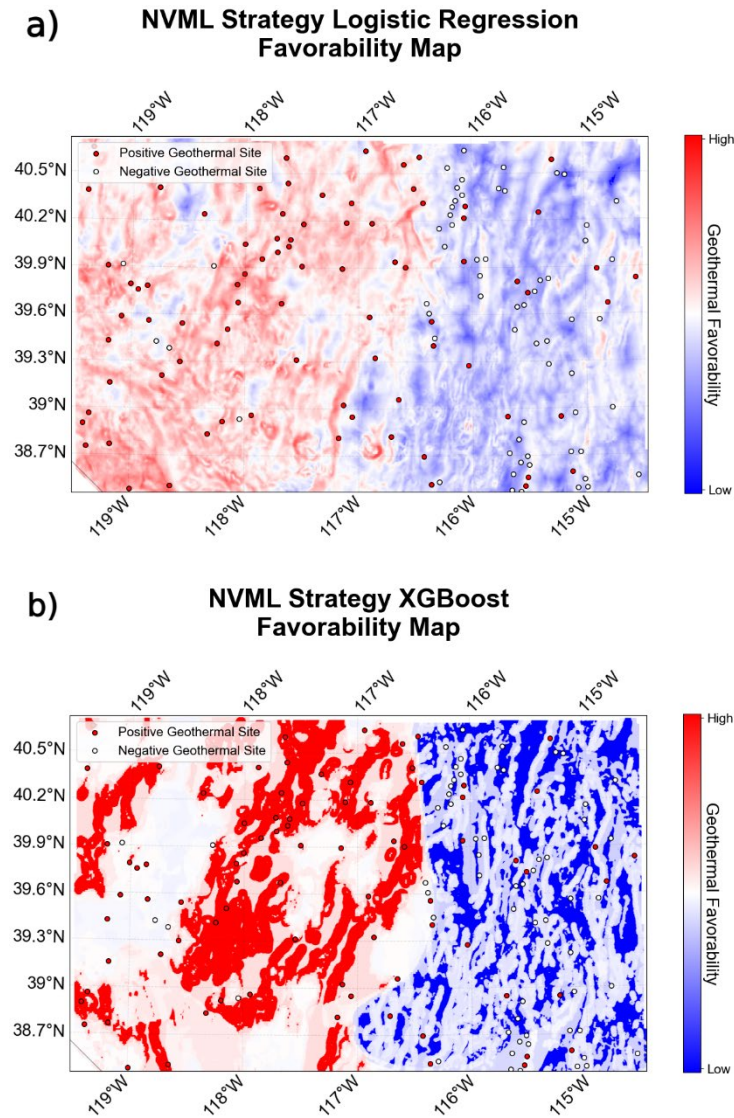 a)
NVML Strategy Logistic Regression
Favorability Map
119°W
118°W
117°W
116°W
115°W
Positive Geothermal Site
Negative Geothermal Site
40.5°N
40.2°N
39.9°N
39.6°N
39.3°N
39°N
38.7°N
119°W
118°W
117°W
116°W
115°W
High
Geothermal Favorability
Low
b)
NVML Strategy XGBoost
Favorability Map
119°W
118°W
117°W
116°W
115°W
Positive Geothermal Site
Negative Geothermal Site
40.5°N
40.2°N
39.9°N
39.6°N
39.3°N
39°N
38.7°N
119°W
118°W
117°W
116°W
115°W
High
Geothermal Favorability
Low